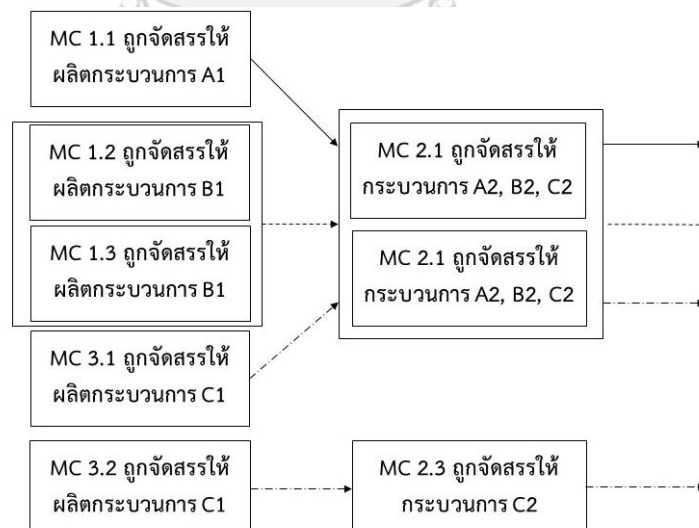 MC 1.1 ถูกจัดสรรให้
ผลิตกระบวนการ A1
MC 1.2 ถูกจัดสรรให้
ผลิตกระบวนการ B1
MC 1.3 ถูกจัดสรรให้
ผลิตกระบวนการ B1
MC 3.1 ถูกจัดสรรให้
ผลิตกระบวนการ C1
MC 3.2 ถูกจัดสรรให้
ผลิตกระบวนการ C1
MC 2.1 ถูกจัดสรรให้
กระบวนการ A2, B2, C2
MC 2.1 ถูกจัดสรรให้
กระบวนการ A2, B2, C2
MC 2.3 ถูกจัดสรรให้
กระบวนการ C2